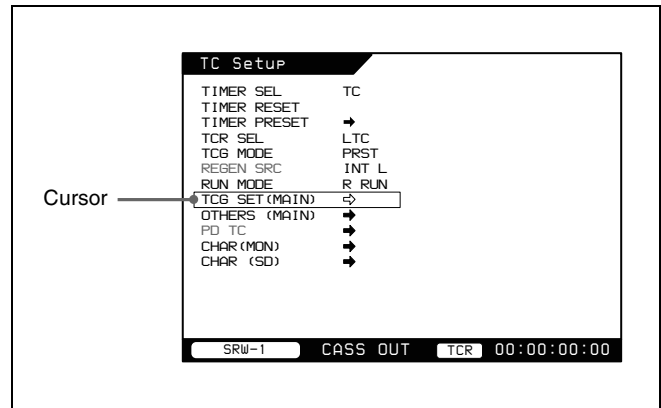 TC Setup
TIMER SEL TC
TIMER RESET
TIMER PRESET ➡
TCR SEL LTC
TCG MODE PRST
REGEN SRC INT L
RUN MODE R RUN
Cursor TCG SET(MAIN) ⇨
OTHERS (MAIN) ➡
PD TC ➡
CHAR(MON) ➡
CHAR (SD) ➡
SRW-1 CASS OUT TCR 00:00:00:00